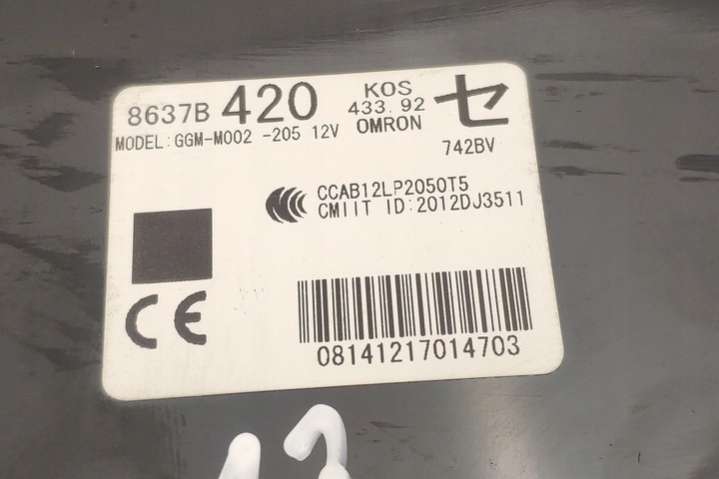 8637B 420 KOS 433.92 OMRON セ
MODEL:GGM-M002 -205 12V
742BV
CCC
CCAB12LP2050T5
CMIIT ID:2012DJ3511
CE
08141217014703